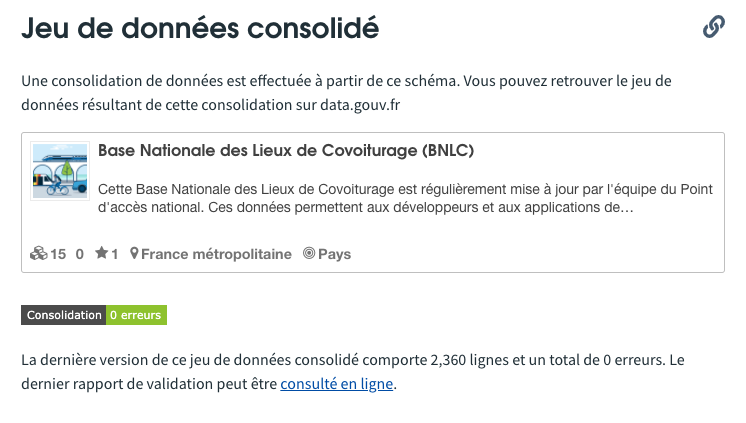 Jeu de données consolidé
Une consolidation de données est effectuée à partir de ce schéma. Vous pouvez retrouver le jeu de
données résultant de cette consolidation sur data.gouv.fr
Base Nationale des Lieux de Covoiturage (BNLC)
Cette Base Nationale des Lieux de Covoiturage est régulièrement mise à jour par l'équipe du Point
d'accès national. Ces données permettent aux développeurs et aux applications de…
15 0 1 France métropolitaine Pays
Consolidation 0 erreurs
La dernière version de ce jeu de données consolidé comporte 2,360 lignes et un total de 0 erreurs. Le
dernier rapport de validation peut être consulté en ligne.